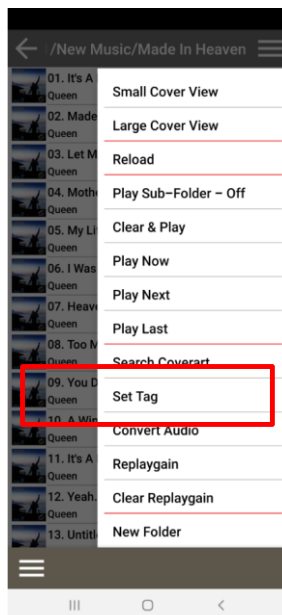 /New Music/Made In Heaven
01. It's A
Queen
Small Cover View
02. Made
Queen
Large Cover View
03. Let M
Queen
Reload
04. Moth
Queen
Play Sub-Folder - Off
05. My Li
Queen
Clear & Play
06. I Was
Queen
Play Now
07. Heav
Queen
Play Next
08. Too M
Queen
Play Last
Search Coverart
09. You D
Queen
Set Tag
10. A Win
Queen
Convert Audio
11. It's A
Queen
Replaygain
12. Yeah.
Queen
Clear Replaygain
13. Untitl
New Folder